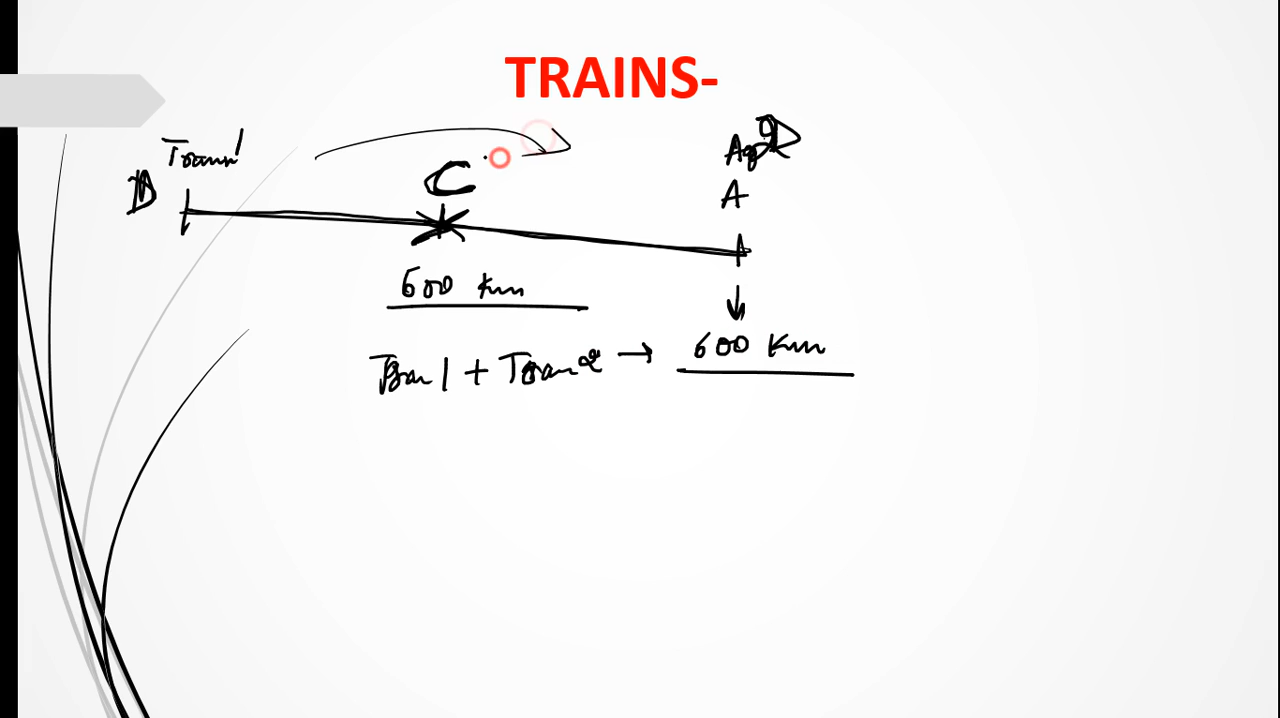 TRAINS-
Train 1
D
C
A
600 km
600 km
Train 1 + Train 2 →